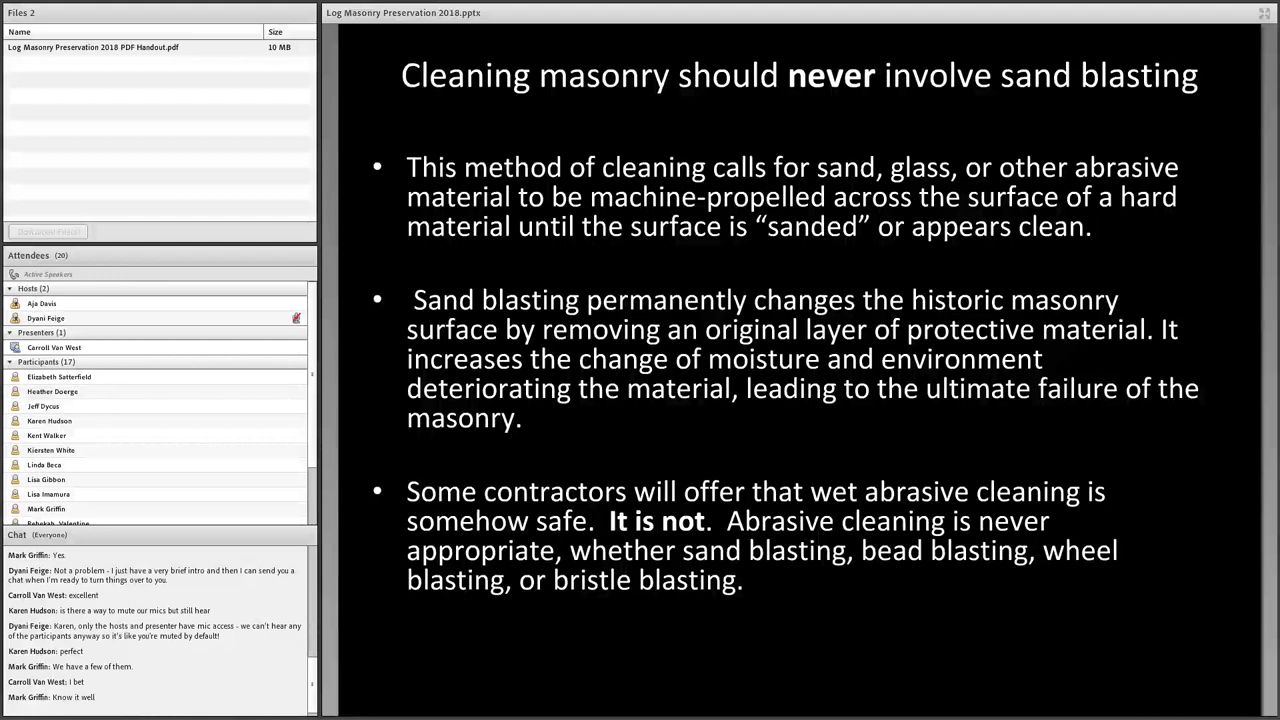 Files 2
Name Size
Log Masonry Preservation 2018 PDF Handout.pdf 10 MB
Download File(s)
Attendees (20)
Active Speakers
Hosts (2)
Aja Davis
Dyani Feige
Presenters (1)
Carroll Van West
Participants (17)
Elizabeth Satterfield
Heather Doerge
Jeff Dycus
Karen Hudson
Kent Walker
Kiersten White
Linda Beca
Lisa Gibbon
Lisa Imamura
Mark Griffin
Rebekah, Valentine
Chat (Everyone)
Mark Griffin: Yes.
Dyani Feige: Not a problem - I just have a very brief intro and then I can send you a
chat when I'm ready to turn things over to you.
Carroll Van West: excellent
Karen Hudson: is there a way to mute our mics but still hear
Dyani Feige: Karen, only the hosts and presenter have mic access - we can't hear any
of the participants anyway so it's like you're muted by default!
Karen Hudson: perfect
Mark Griffin: We have a few of them.
Carroll Van West: I bet
Mark Griffin: Know it well
Log Masonry Preservation 2018.pptx
Cleaning masonry should never involve sand blasting
• This method of cleaning calls for sand, glass, or other abrasive
material to be machine-propelled across the surface of a hard
material until the surface is “sanded” or appears clean.
• Sand blasting permanently changes the historic masonry
surface by removing an original layer of protective material. It
increases the change of moisture and environment
deteriorating the material, leading to the ultimate failure of the
masonry.
• Some contractors will offer that wet abrasive cleaning is
somehow safe. It is not. Abrasive cleaning is never
appropriate, whether sand blasting, bead blasting, wheel
blasting, or bristle blasting.